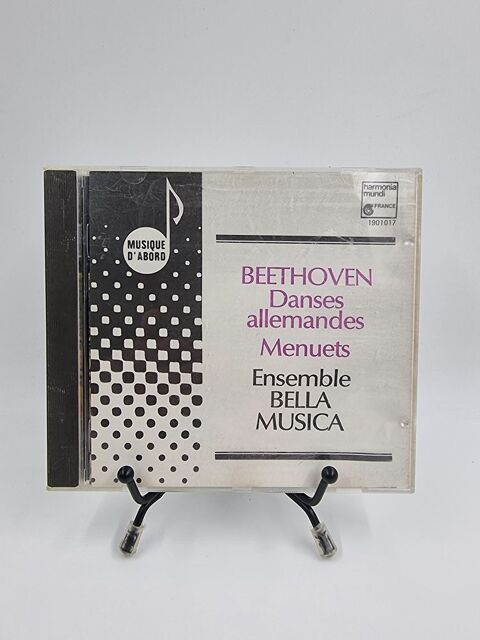 MUSIQUE
D'ABORD
harmonia
mundi
FRANCE
1901017
BEETHOVEN
Danses
allemandes
Menuets
Ensemble
BELLA
MUSICA